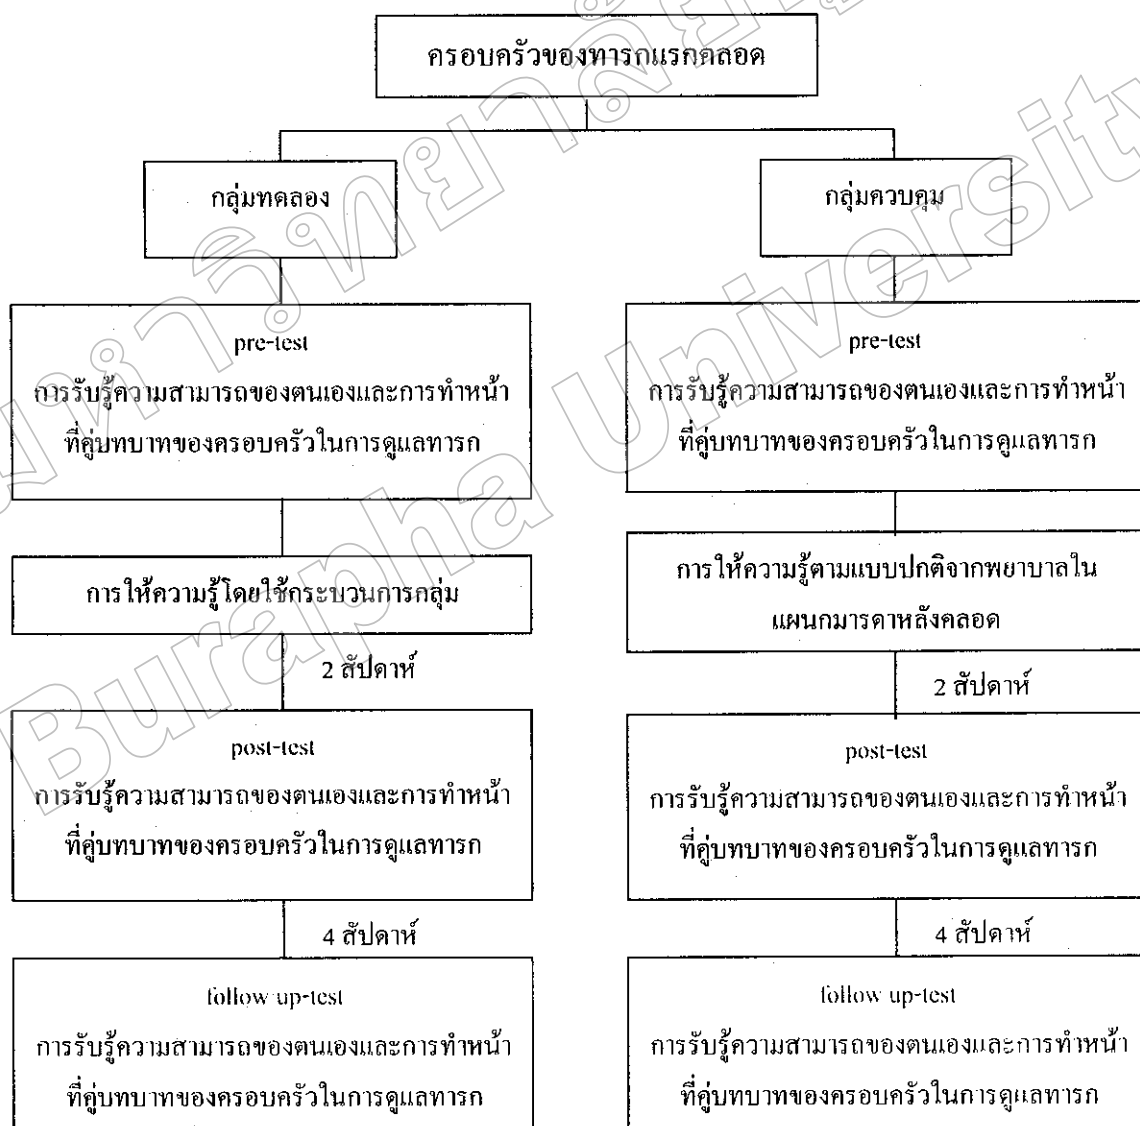 ครอบครัวของทารกแรกคลอด
กลุ่มทดลอง
กลุ่มควบคุม
pre-test
การรับรู้ความสามารถของตนเองและการทำหน้า
ที่คู่บทบาทของครอบครัวในการดูแลทารก
pre-test
การรับรู้ความสามารถของตนเองและการทำหน้า
ที่คู่บทบาทของครอบครัวในการดูแลทารก
การให้ความรู้โดยใช้กระบวนการกลุ่ม
การให้ความรู้ตามแบบปกติจากพยาบาลใน
แผนกมารดาหลังคลอด
2 สัปดาห์
2 สัปดาห์
post-test
การรับรู้ความสามารถของตนเองและการทำหน้า
ที่คู่บทบาทของครอบครัวในการดูแลทารก
post-test
การรับรู้ความสามารถของตนเองและการทำหน้า
ที่คู่บทบาทของครอบครัวในการดูแลทารก
4 สัปดาห์
4 สัปดาห์
follow up-test
การรับรู้ความสามารถของตนเองและการทำหน้า
ที่คู่บทบาทของครอบครัวในการดูแลทารก
follow up-test
การรับรู้ความสามารถของตนเองและการทำหน้า
ที่คู่บทบาทของครอบครัวในการดูแลทารก
Burapha University